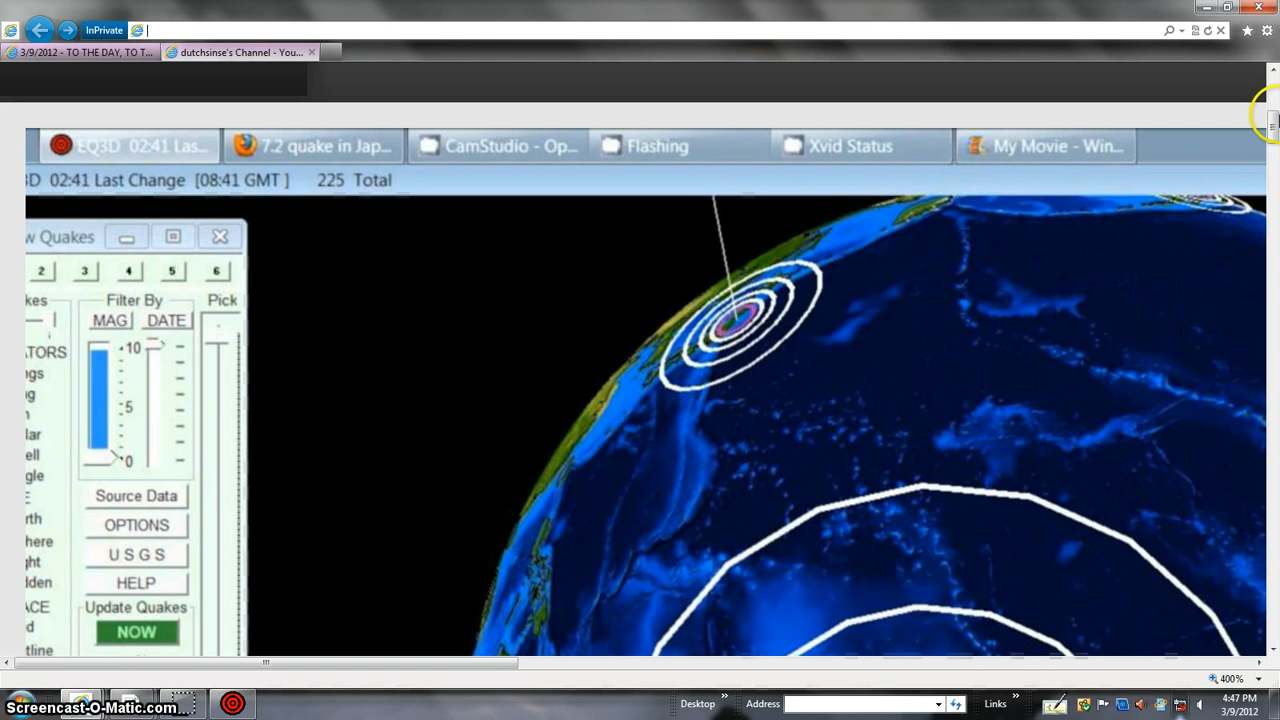 InPrivate
3/9/2012 - TO THE DAY, TO T...
dutchsinse's Channel - You...
EQ3D 02:41 Las...
7.2 quake in Jap...
CamStudio - Op...
Flashing
Xvid Status
My Movie - Win...
3D 02:41 Last Change [08:41 GMT ] 225 Total
w Quakes
2 3 4 5 6
kes Filter By Pick
MAG DATE
10
5
0
ATORS
ngs
ng
n
lar
ell
gle
E
rth
here
ght
dden
ACE
d
tline
Source Data
OPTIONS
U S G S
HELP
Update Quakes
NOW
400%
Screencast-O-Matic.com
Desktop
Address
Links
4:47 PM
3/9/2012